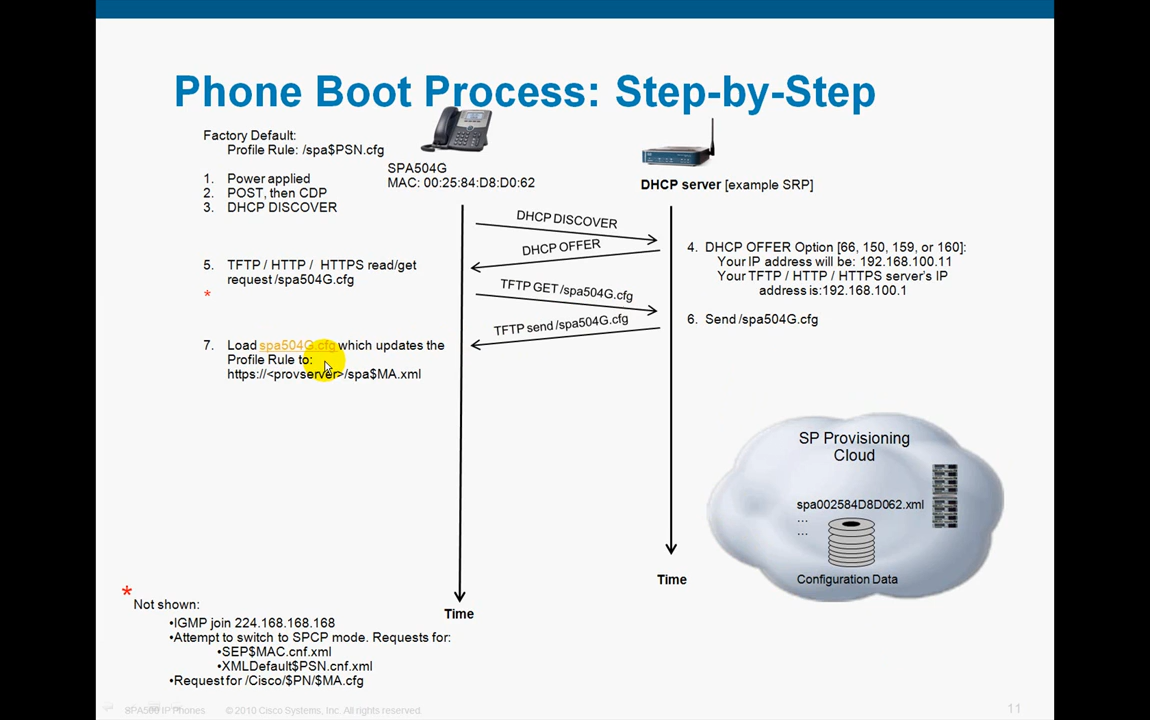 Phone Boot Process: Step-by-Step
Factory Default:
Profile Rule: /spa$PSN.cfg
1. Power applied
2. POST, then CDP
3. DHCP DISCOVER
SPA504G
MAC: 00:25:84:D8:D0:62
DHCP server [example SRP]
DHCP DISCOVER
DHCP OFFER
4. DHCP OFFER Option [66, 150, 159, or 160]:
Your IP address will be: 192.168.100.11
Your TFTP / HTTP / HTTPS server's IP
address is:192.168.100.1
5. TFTP / HTTP / HTTPS read/get
request /spa504G.cfg
*
TFTP GET /spa504G.cfg
TFTP send /spa504G.cfg
6. Send /spa504G.cfg
7. Load spa504G.cfg which updates the
Profile Rule to:
https://<provserver>/spa$MA.xml
SP Provisioning
Cloud
spa002584D8D062.xml
...
...
Configuration Data
Time
Time
*
Not shown:
•IGMP join 224.168.168.168
•Attempt to switch to SPCP mode. Requests for:
•SEP$MAC.cnf.xml
•XMLDefault$PSN.cnf.xml
•Request for /Cisco/$PN/$MA.cfg
SPA500 IP Phones
© 2010 Cisco Systems, Inc. All rights reserved.
11